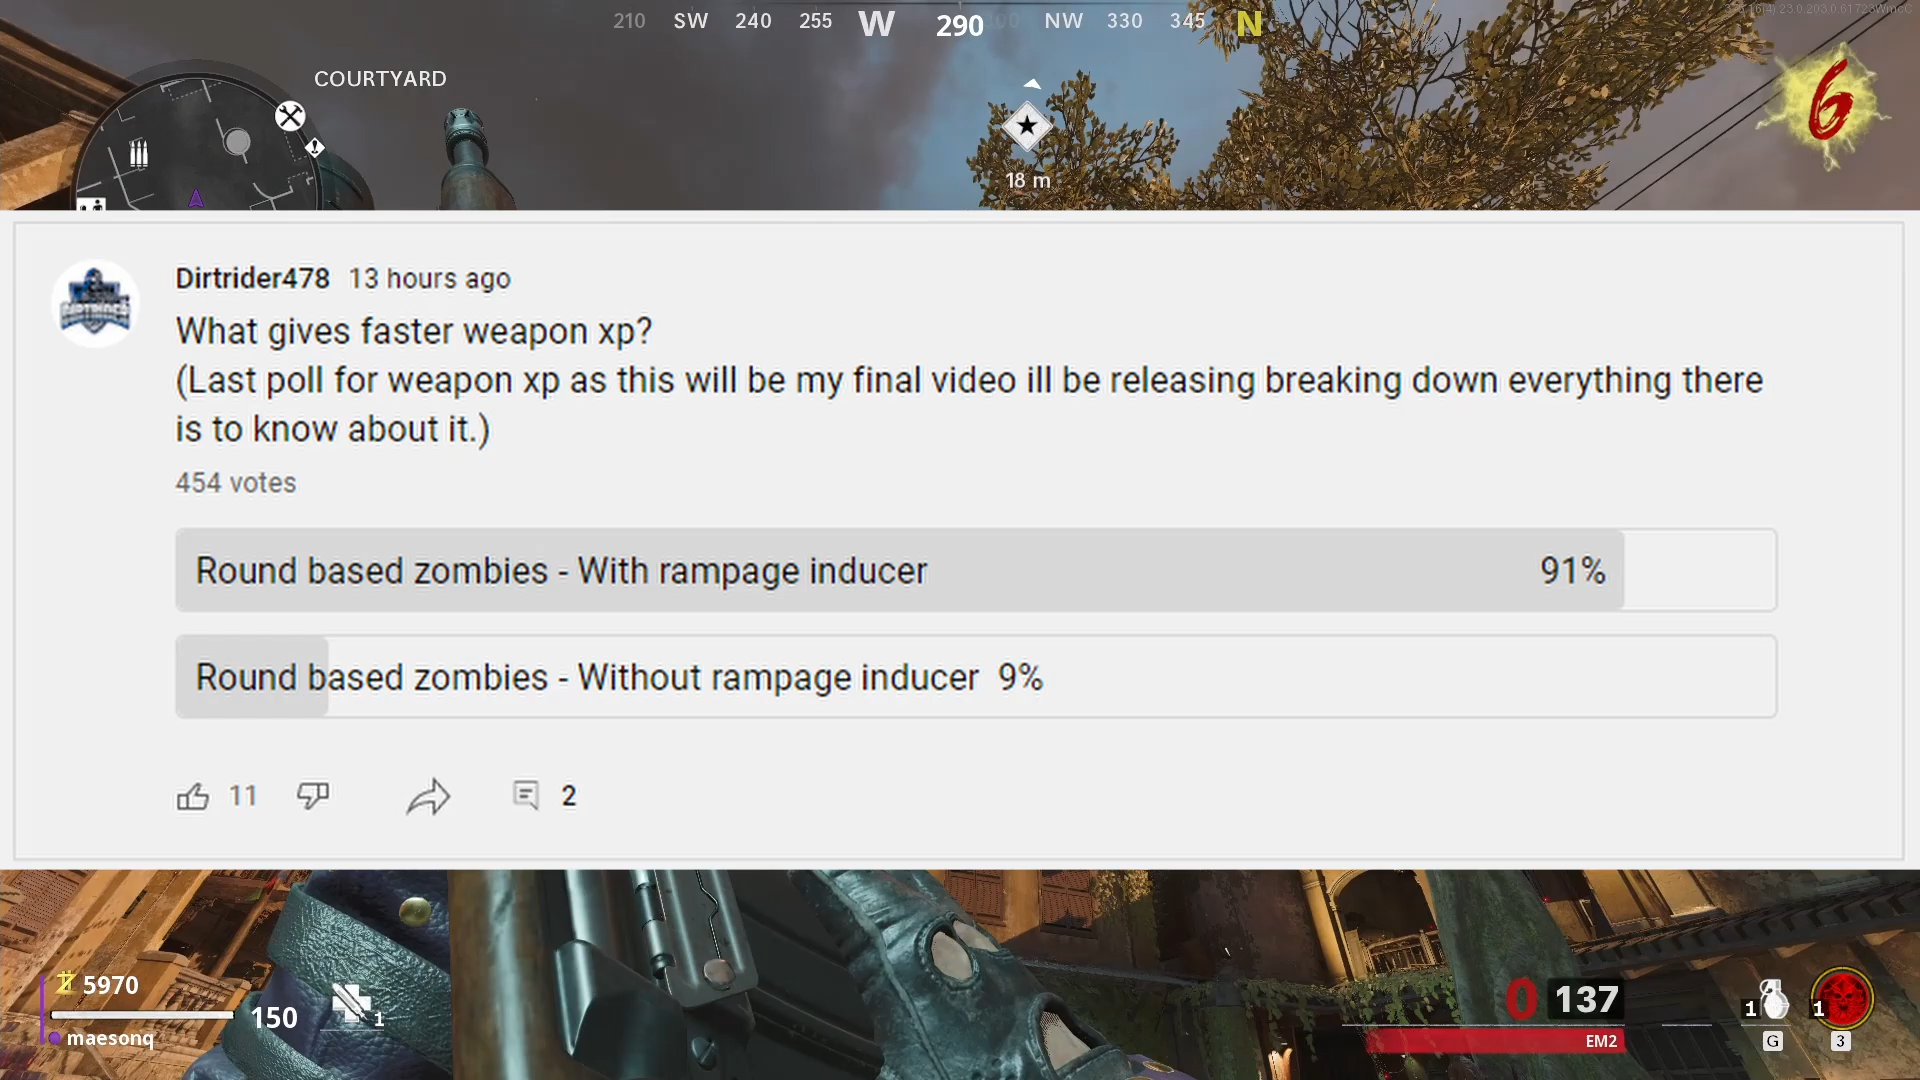 210 SW 240 255 W 290 NW 330 345 N
COURTYARD
6
18 m
Dirtrider478 13 hours ago
What gives faster weapon xp?
(Last poll for weapon xp as this will be my final video ill be releasing breaking down everything there
is to know about it.)
454 votes
Round based zombies - With rampage inducer 91%
Round based zombies - Without rampage inducer 9%
11 2
5970
150
1
maesonq
0 137
EM2
1 1
G 3